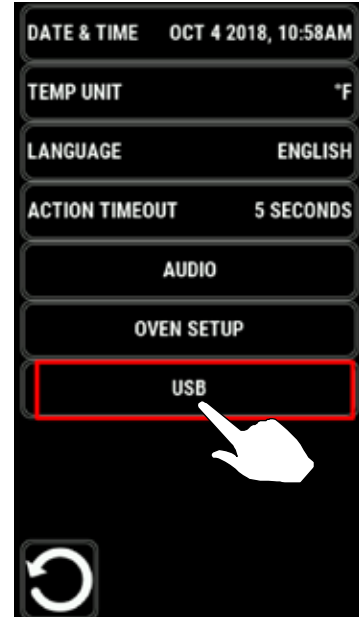 DATE & TIME OCT 4 2018, 10:58AM
TEMP UNIT °F
LANGUAGE ENGLISH
ACTION TIMEOUT 5 SECONDS
AUDIO
OVEN SETUP
USB